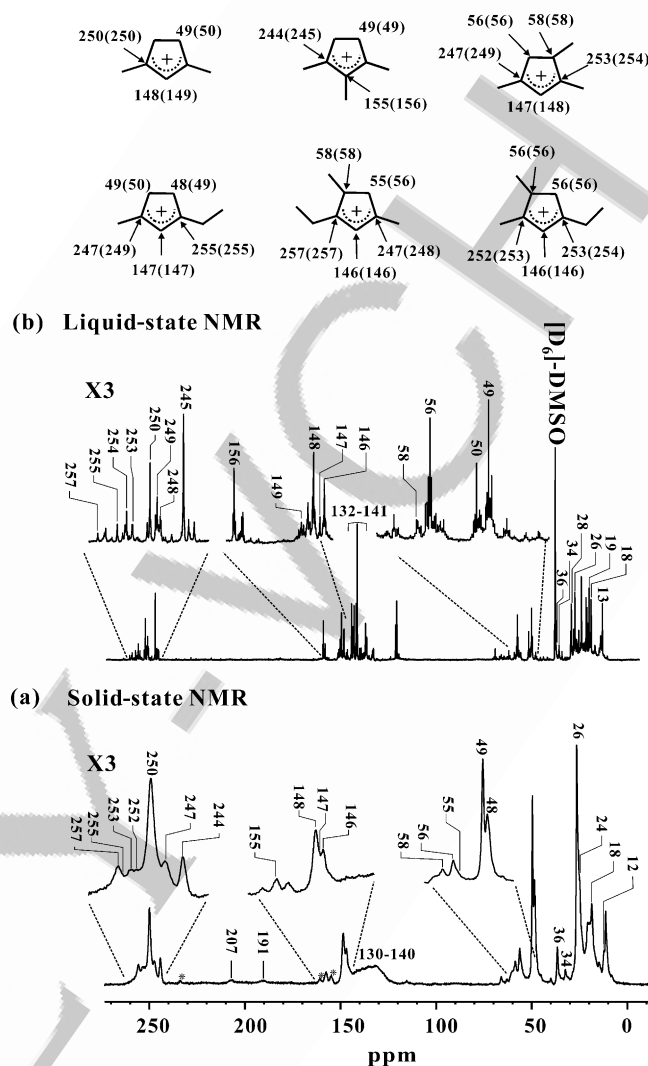 250(250) 49(50) 244(245) 49(49) 56(56) 58(58)
247(249) 253(254)
+ + +
148(149) 155(156) 147(148)
58(58) 56(56)
49(50) 48(49) 55(56) 56(56)
+ + +
247(249) 255(255) 257(257) 247(248) 252(253) 253(254)
147(147) 146(146) 146(146)
(b) Liquid-state NMR
[D6]-DMSO
X3
257 255 254 253 250 249 248 245 156 149 148 147 146 58 56 50 49
132-141
36 34 28 26 19 18 13
(a) Solid-state NMR
X3
257 255 253 252 250 247 244 155 148 147 146 58 56 55 49 48 26 24 18 12
207 191 * * * 130-140 36 34
250 200 150 100 50 0
ppm